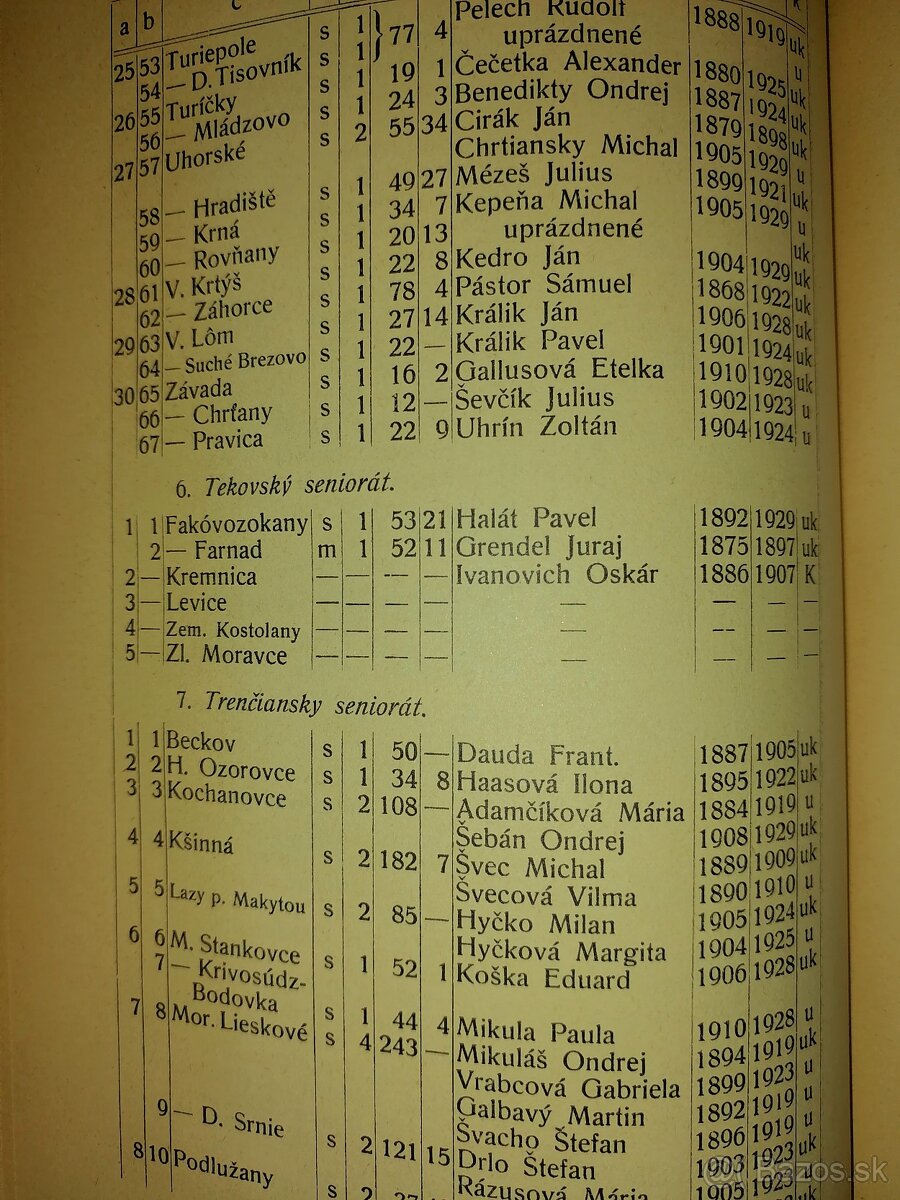 a b c k
25 53 Turiepole s 1 } 77 4 Pelech Rudolf 1888 1919 uk
54 — D. Tisovník s 1 uprázdnené u
26 55 Turíčky s 1 19 1 Čečetka Alexander 1880 1925 uk
56 — Mládzovo s 1 24 3 Benedikty Ondrej 1887 1924 uk
27 57 Uhorské s 2 55 34 Cirák Ján 1879 1898 uk
Chrtiansky Michal 1905 1929 u
58 — Hradiště s 1 49 27 Mézeš Julius 1899 1921 uk
59 — Krná s 1 34 7 Kepeňa Michal 1905 1929 u
60 — Rovňany s 1 20 13 uprázdnené uk
28 61 V. Krtýš s 1 22 8 Kedro Ján 1904 1929 uk
62 — Záhorce s 1 78 4 Pástor Sámuel 1868 1922 uk
29 63 V. Lôm s 1 27 14 Králik Ján 1906 1928 uk
64 — Suché Brezovo s 1 22 — Králik Pavel 1901 1924 uk
30 65 Závada s 1 16 2 Gallusová Etelka 1910 1928 uk
66 — Chrťany s 1 12 — Ševčík Julius 1902 1923 u
67 — Pravica s 1 22 9 Uhrín Zoltán 1904 1924 u
6. Tekovský seniorát.
1 1 Fakóvozokany s 1 53 21 Halát Pavel 1892 1929 uk
2 — Farnad m 1 52 11 Grendel Juraj 1875 1897 uk
2 — Kremnica — — — — Ivanovich Oskár 1886 1907 K
3 — Levice — — — — — — — —
4 — Zem. Kostolany — — — — — — — —
5 — Zl. Moravce — — — — — — — —
7. Trenčiansky seniorát.
1 1 Beckov s 1 50 — Dauda Frant. 1887 1905 uk
2 2 H. Ozorovce s 1 34 8 Haasová Ilona 1895 1922 uk
3 3 Kochanovce s 2 108 — Adamčíková Mária 1884 1919 u
Šebán Ondrej 1908 1929 uk
4 4 Kšinná s 2 182 7 Švec Michal 1889 1909 uk
Švecová Vilma 1890 1910 u
5 5 Lazy p. Makytou s 2 85 — Hyčko Milan 1905 1924 uk
Hyčková Margita 1904 1925 u
6 6 M. Stankovce s 1 52 1 Koška Eduard 1906 1928 uk
7 — Krivosúdz-
Bodovka s 1 44 4 Mikula Paula 1910 1928 u
7 8 Mor. Lieskové s 4 243 — Mikuláš Ondrej 1894 1919 uk
Vrabcová Gabriela 1899 1923 u
Galbavý Martin 1892 1919 u
Švacho Štefan 1896 1919 u
9 — D. Srnie s 2 121 15 Drlo Štefan 1903 1923 uk
8 10 Podlužany s 2 Rázusová Mária 1905 u
Bazos.sk